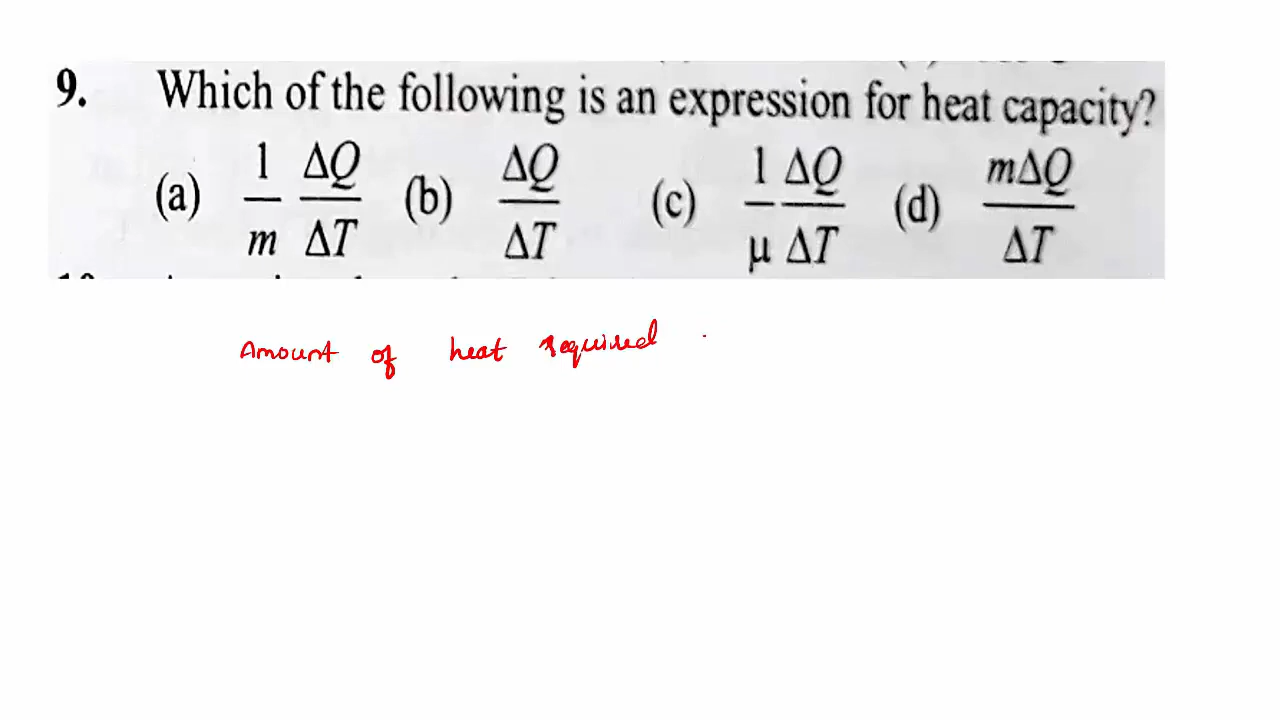 9. Which of the following is an expression for heat capacity?
(a) 1/m ΔQ/ΔT (b) ΔQ/ΔT (c) 1/μ ΔQ/ΔT (d) mΔQ/ΔT
Amount of heat required